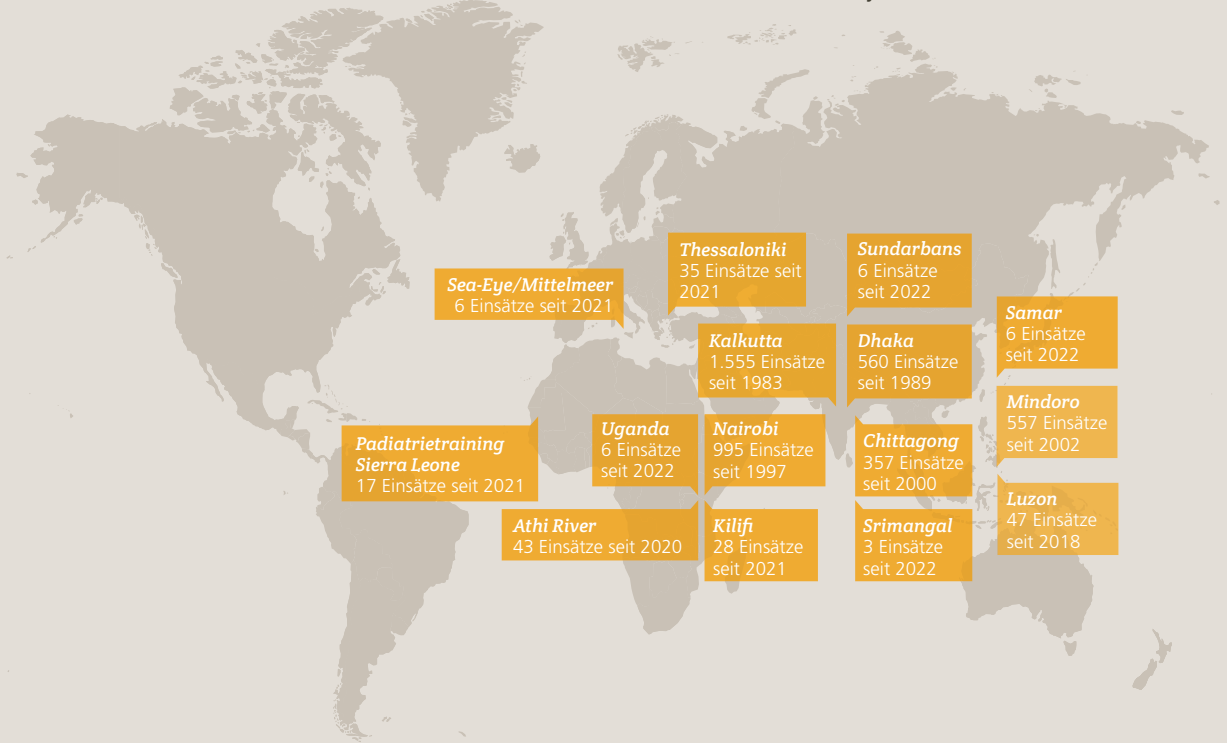 Thessaloniki
35 Einsätze seit
2021
Sundarbans
6 Einsätze
seit 2022
Sea-Eye/Mittelmeer
6 Einsätze seit 2021
Samar
6 Einsätze
seit 2022
Kalkutta
1.555 Einsätze
seit 1983
Dhaka
560 Einsätze
seit 1989
Mindoro
557 Einsätze
seit 2002
Padiatrietraining
Sierra Leone
17 Einsätze seit 2021
Uganda
6 Einsätze
seit 2022
Nairobi
995 Einsätze
seit 1997
Chittagong
357 Einsätze
seit 2000
Luzon
47 Einsätze
seit 2018
Athi River
43 Einsätze seit 2020
Kilifi
28 Einsätze
seit 2021
Srimangal
3 Einsätze
seit 2022